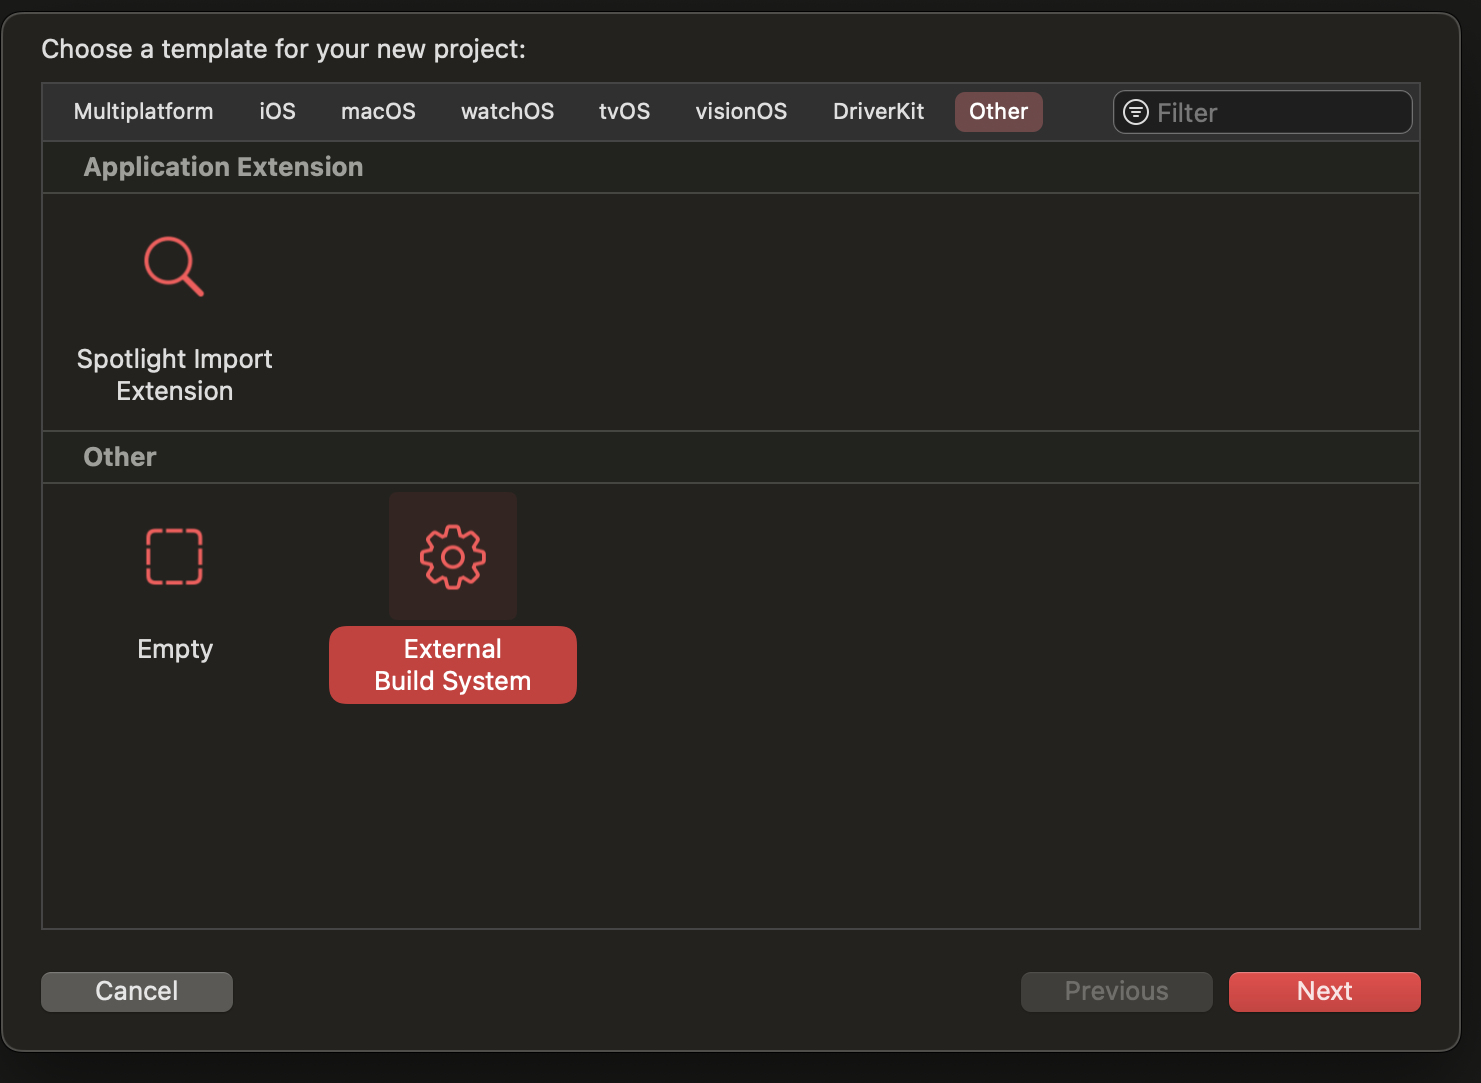 Choose a template for your new project:
Multiplatform iOS macOS watchOS tvOS visionOS DriverKit Other Filter
Application Extension
Spotlight Import
Extension
Other
Empty
External
Build System
Cancel Previous Next